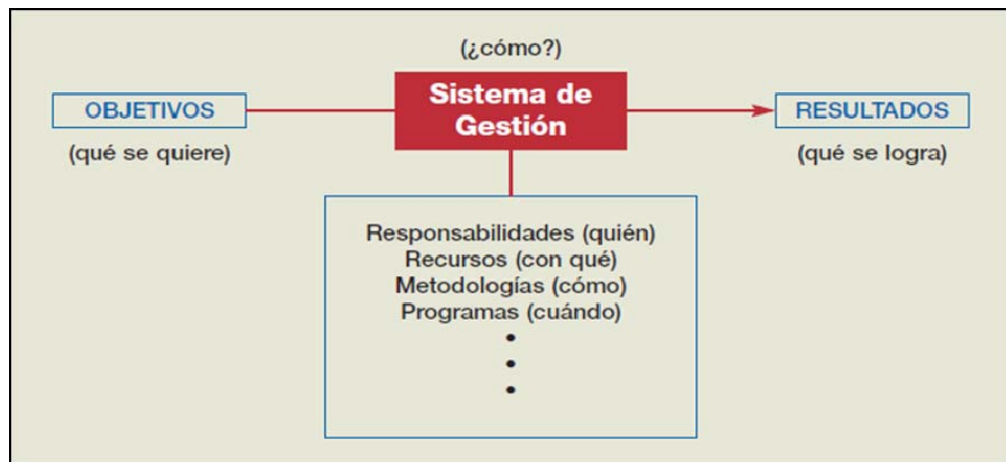 (¿cómo?)
Sistema de
Gestión
OBJETIVOS
(qué se quiere)
RESULTADOS
(qué se logra)
Responsabilidades (quién)
Recursos (con qué)
Metodologías (cómo)
Programas (cuándo)
•
•
•